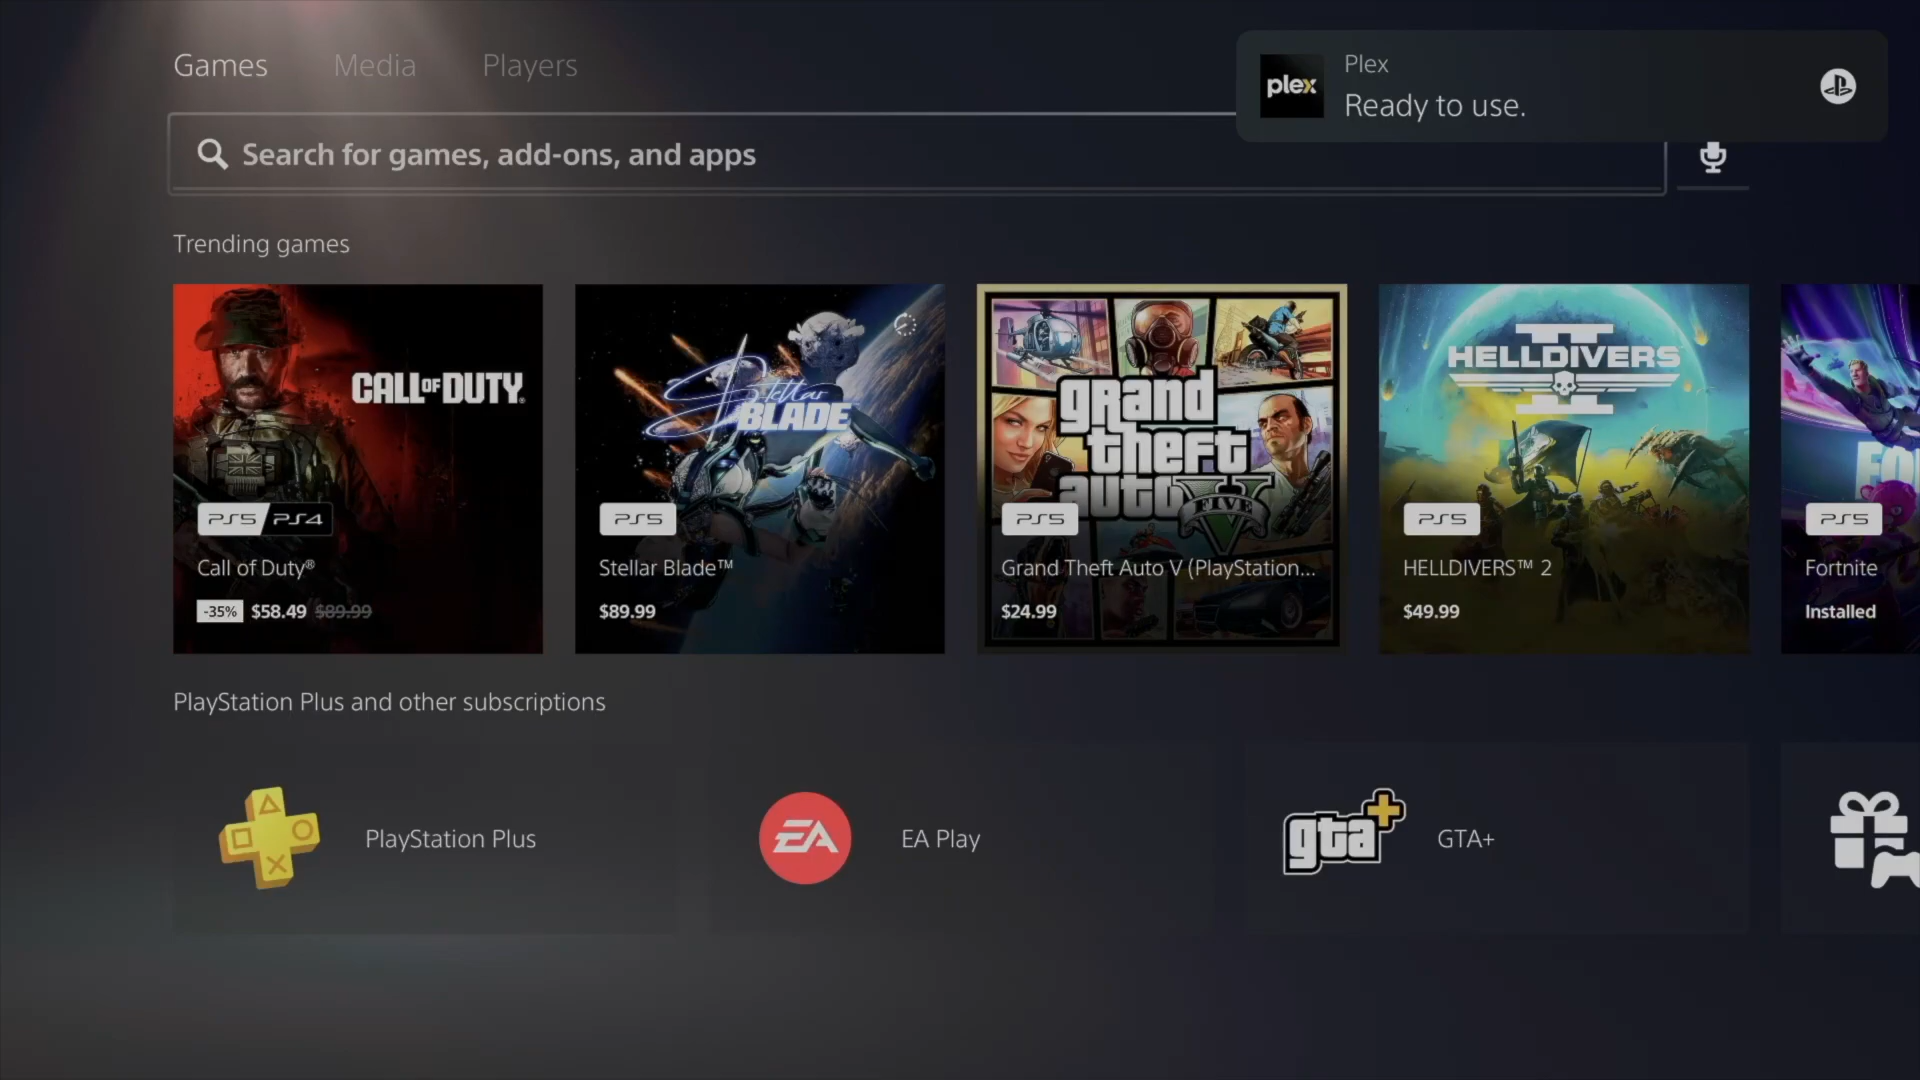 Games
Media
Players
plex
Plex
Ready to use.
Search for games, add-ons, and apps
Trending games
CALL OF DUTY®
PS5 PS4
Call of Duty®
-35% $58.49 $89.99
Stellar
BLADE
PS5
Stellar Blade™
$89.99
grand
theft
auto V
FIVE
PS5
Grand Theft Auto V (PlayStation...
$24.99
II
HELLDIVERS
PS5
HELLDIVERS™ 2
$49.99
FO
PS5
Fortnite
Installed
PlayStation Plus and other subscriptions
PlayStation Plus
EA
EA Play
gta+
GTA+